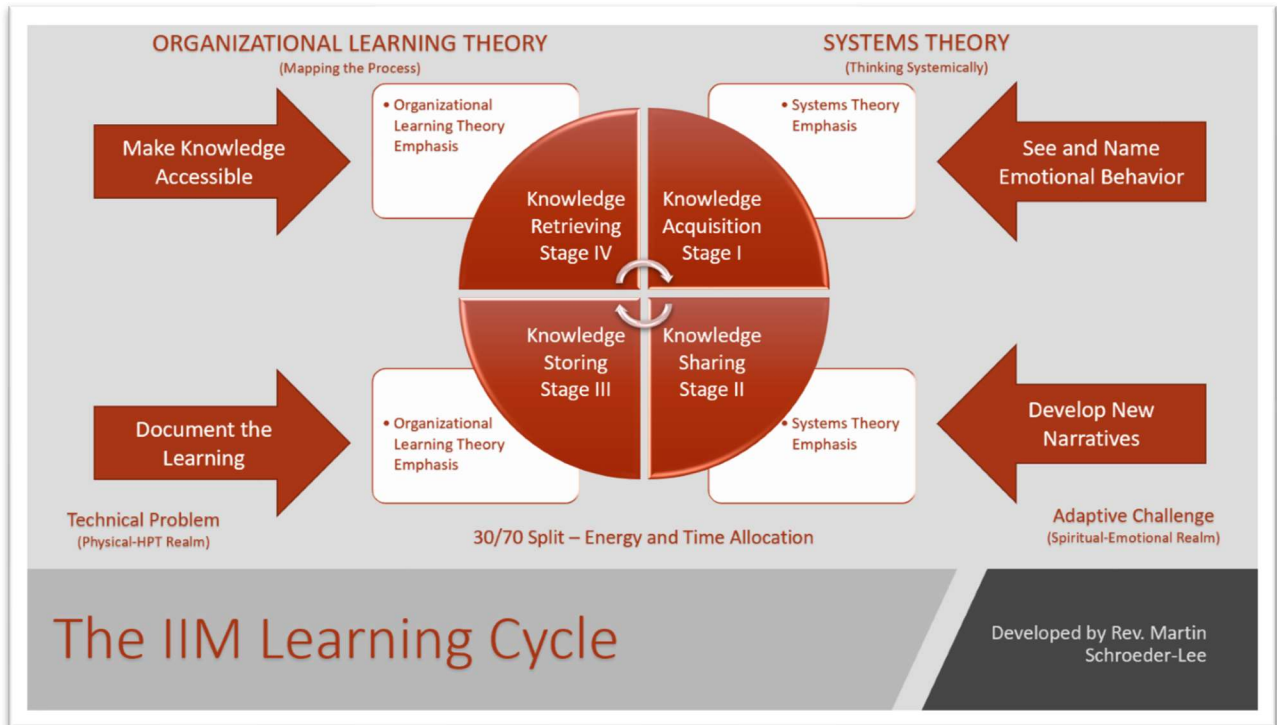 ORGANIZATIONAL LEARNING THEORY
(Mapping the Process)
SYSTEMS THEORY
(Thinking Systemically)
Make Knowledge
Accessible
• Organizational
Learning Theory
Emphasis
Knowledge
Retrieving
Stage IV
Knowledge
Acquisition
Stage I
• Systems Theory
Emphasis
See and Name
Emotional Behavior
Document the
Learning
• Organizational
Learning Theory
Emphasis
Knowledge
Storing
Stage III
Knowledge
Sharing
Stage II
• Systems Theory
Emphasis
Develop New
Narratives
Technical Problem
(Physical-HPT Realm)
30/70 Split – Energy and Time Allocation
Adaptive Challenge
(Spiritual-Emotional Realm)
The IIM Learning Cycle
Developed by Rev. Martin
Schroeder-Lee